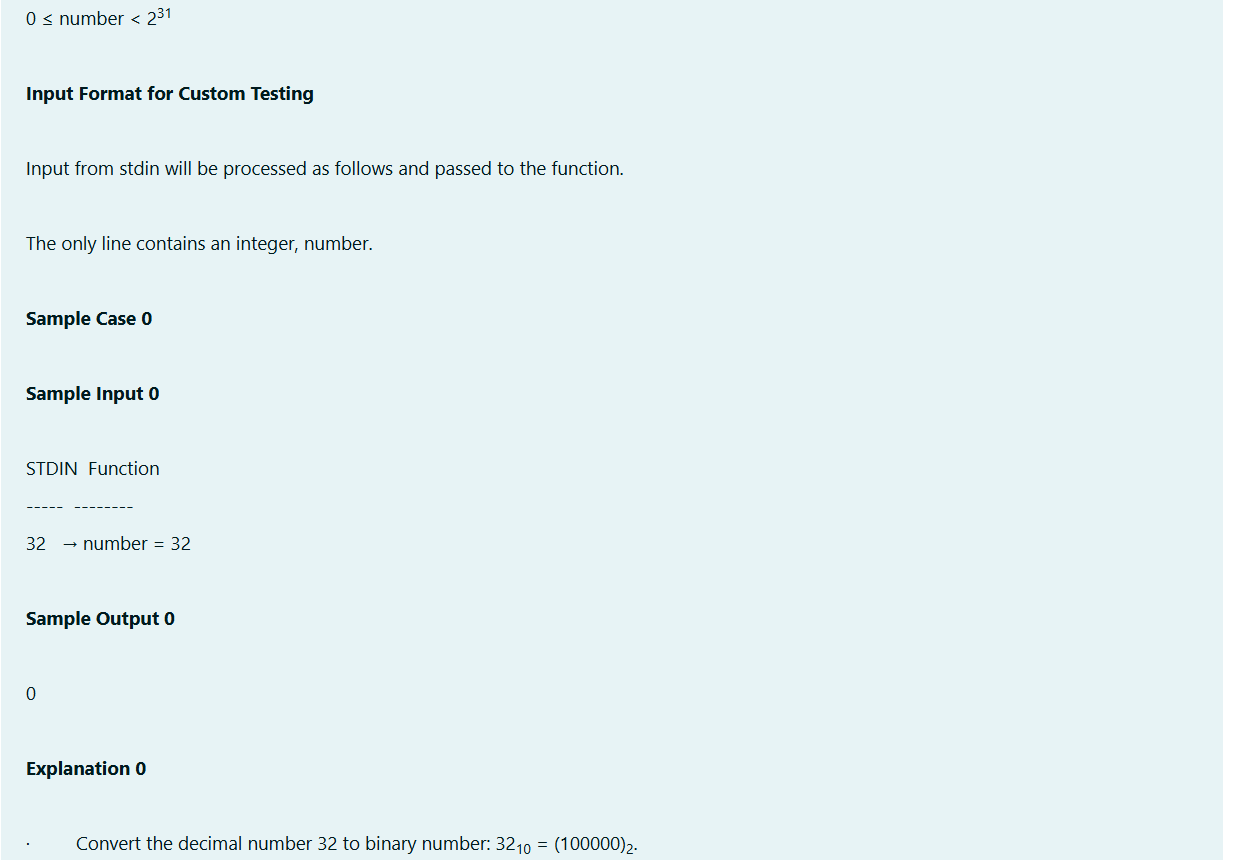 0 ≤ number < 2³¹
Input Format for Custom Testing
Input from stdin will be processed as follows and passed to the function.
The only line contains an integer, number.
Sample Case 0
Sample Input 0
STDIN  Function
-----  --------
32   → number = 32
Sample Output 0
0
Explanation 0
·  Convert the decimal number 32 to binary number: 32₁₀ = (100000)₂.